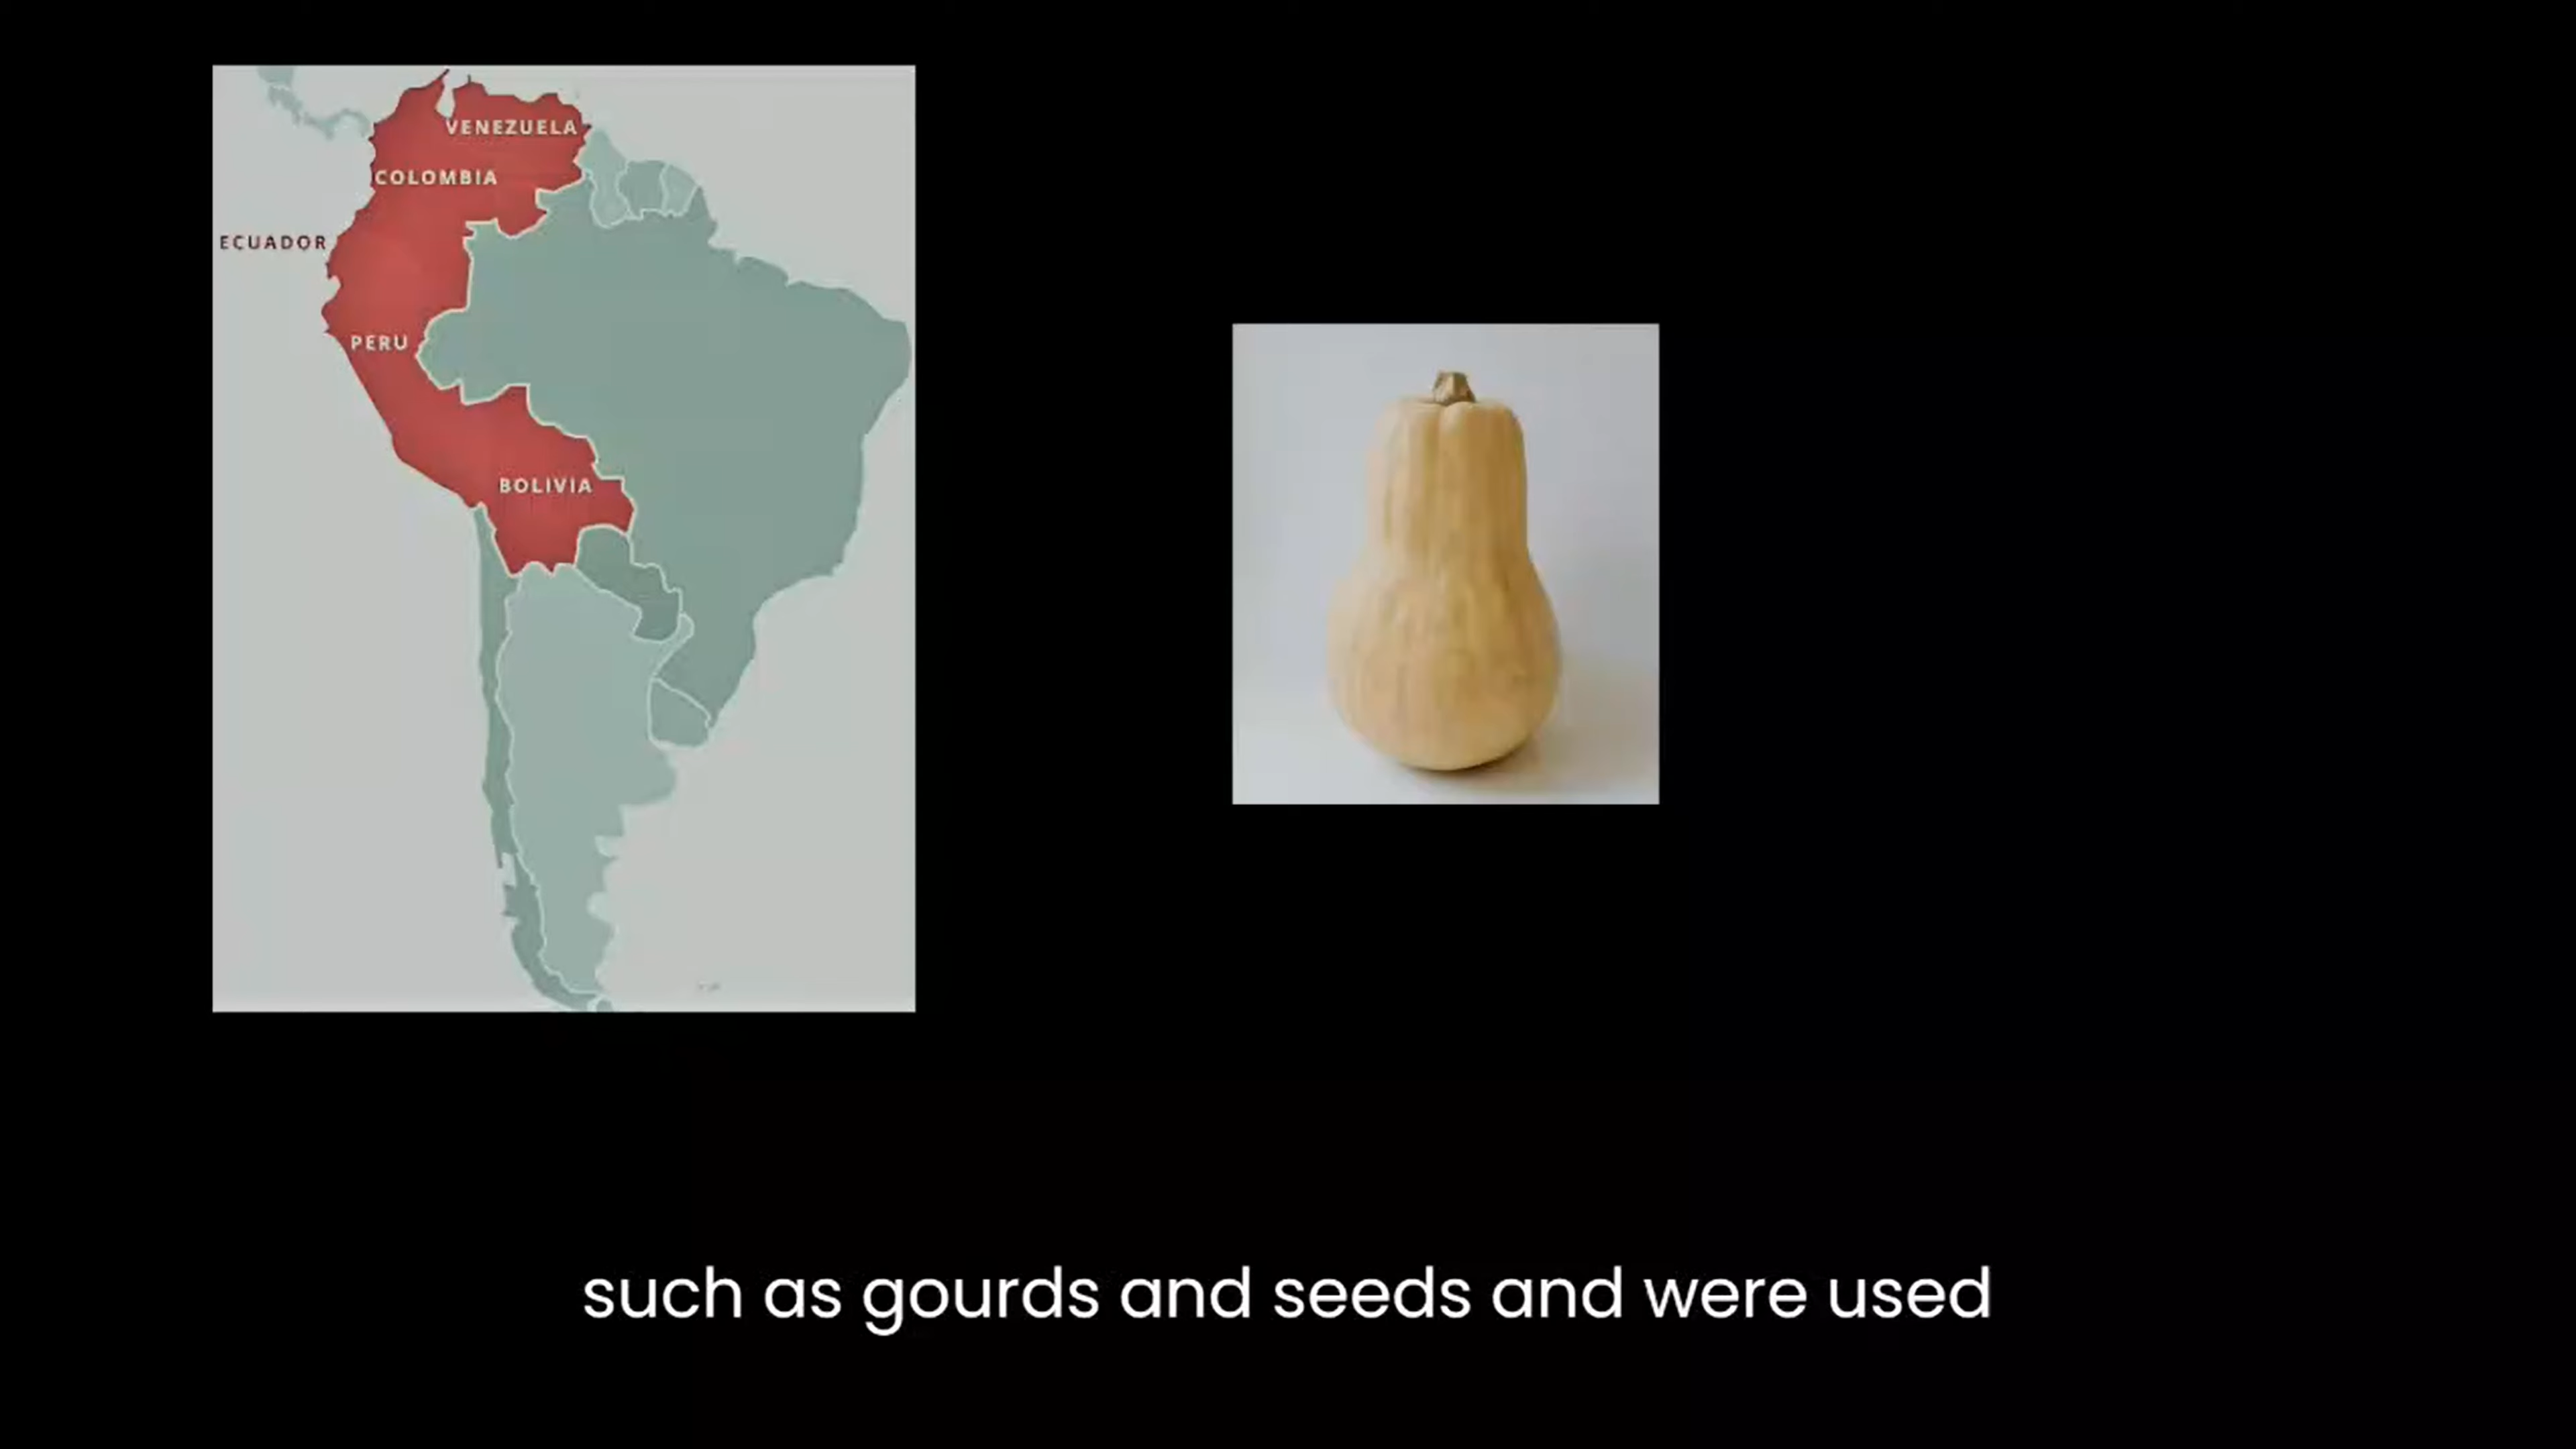 VENEZUELA
COLOMBIA
ECUADOR
PERU
BOLIVIA
such as gourds and seeds and were used